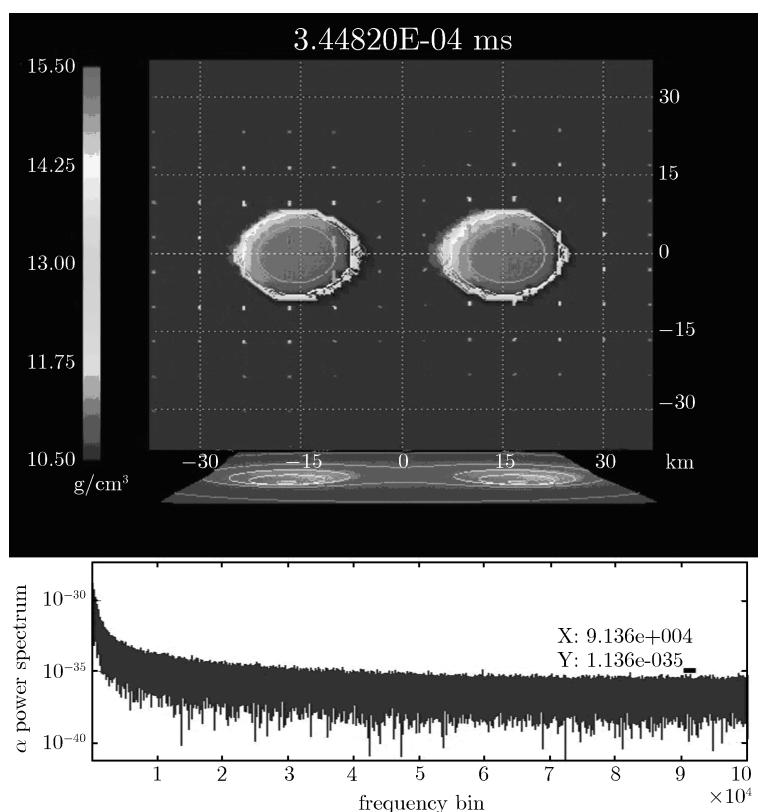 3.44820E-04 ms
15.50
14.25
13.00
11.75
10.50
g/cm³
30
15
0
−15
−30
−30 −15 0 15 30 km
α power spectrum
10⁻³⁰
10⁻³⁵
10⁻⁴⁰
X: 9.136e+004
Y: 1.136e-035
1 2 3 4 5 6 7 8 9 10
×10⁴
frequency bin